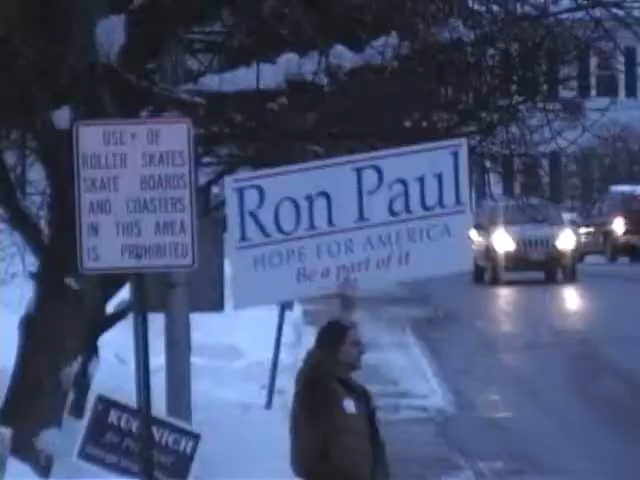 USE OF
ROLLER SKATES
SKATE BOARDS
AND COASTERS
IN THIS AREA
IS PROHIBITED
Ron Paul
HOPE FOR AMERICA
Be a part of it
KUCINICH